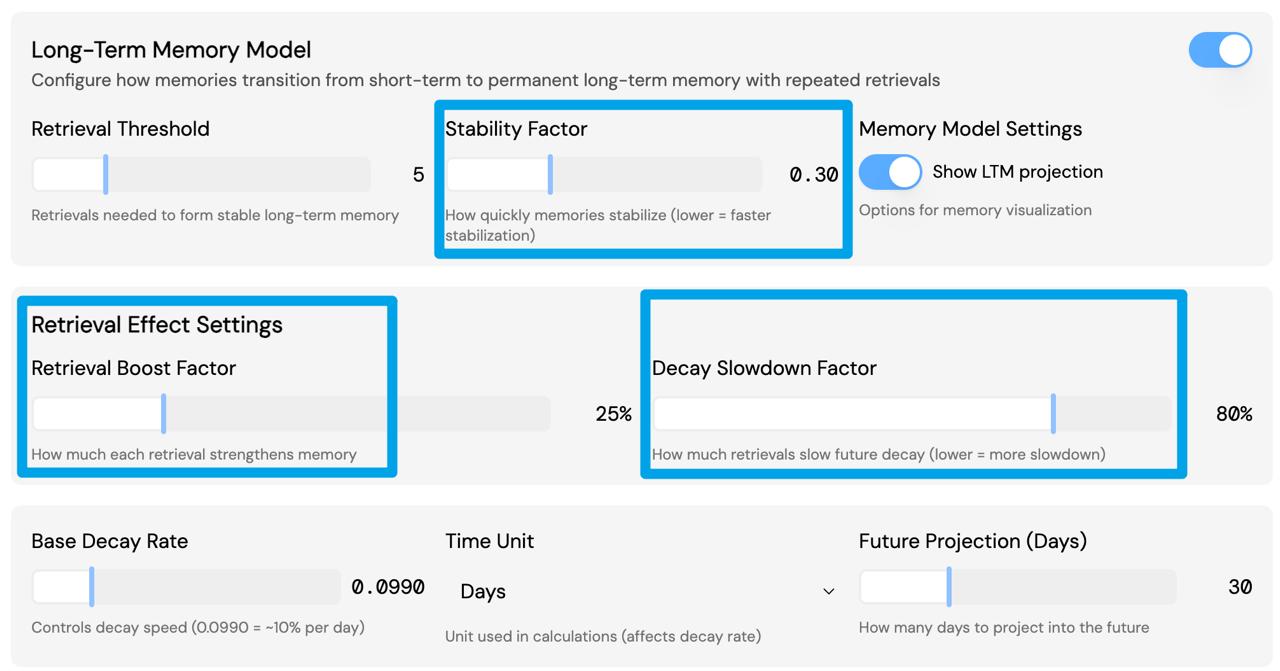 Long-Term Memory Model
Configure how memories transition from short-term to permanent long-term memory with repeated retrievals
Retrieval Threshold
5
Retrievals needed to form stable long-term memory
Stability Factor
0.30
How quickly memories stabilize (lower = faster
stabilization)
Memory Model Settings
Show LTM projection
Options for memory visualization
Retrieval Effect Settings
Retrieval Boost Factor
25%
How much each retrieval strengthens memory
Decay Slowdown Factor
80%
How much retrievals slow future decay (lower = more slowdown)
Base Decay Rate
0.0990
Controls decay speed (0.0990 = ~10% per day)
Time Unit
Days
Unit used in calculations (affects decay rate)
Future Projection (Days)
30
How many days to project into the future